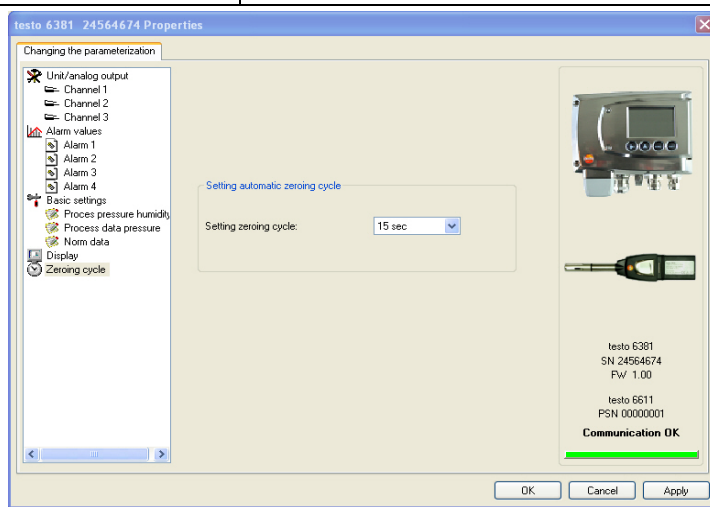 testo 6381 24564674 Properties
Changing the parameterization
Unit/analog output
Channel 1
Channel 2
Channel 3
Alarm values
Alarm 1
Alarm 2
Alarm 3
Alarm 4
Basic settings
Proces pressure humidity
Process data pressure
Norm data
Display
Zeroing cycle
Setting automatic zeroing cycle
Setting zeroing cycle: 15 sec
testo 6381
SN 24564674
FW 1.00
testo 6611
PSN 00000001
Communication OK
OK Cancel Apply